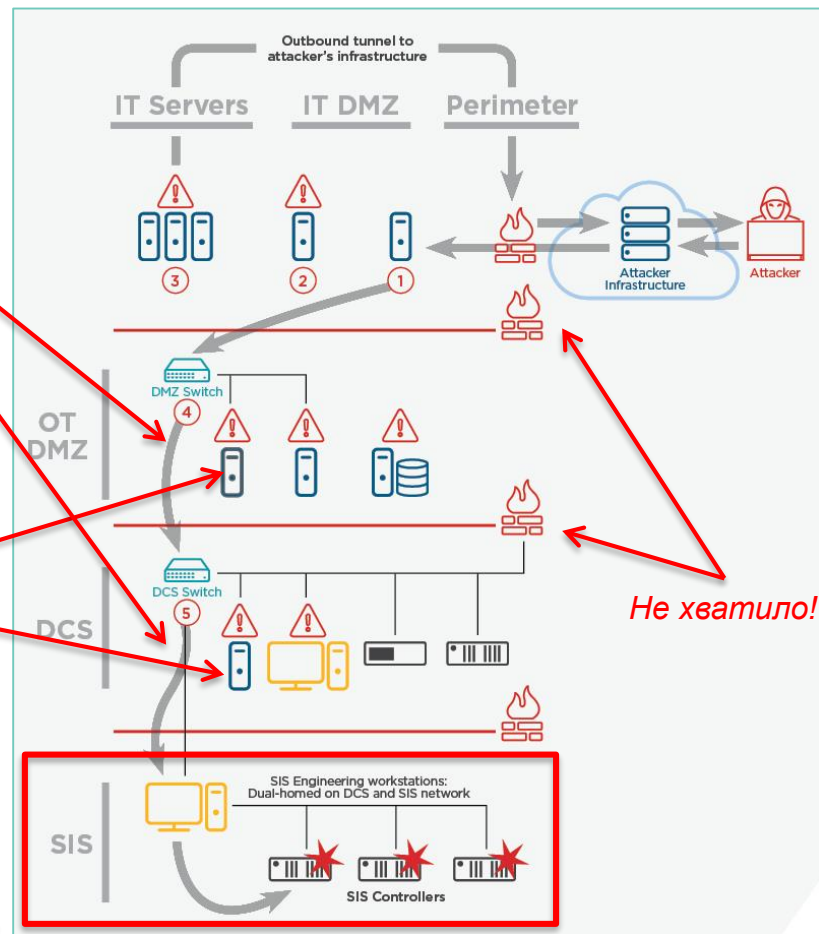 Outbound tunnel to
attacker's infrastructure
IT Servers
IT DMZ
Perimeter
3
2
1
Attacker
Infrastructure
Attacker
DMZ Switch
4
OT
DMZ
DCS Switch
5
DCS
Не хватило!
SIS Engineering workstations:
Dual-homed on DCS and SIS network
SIS
SIS Controllers